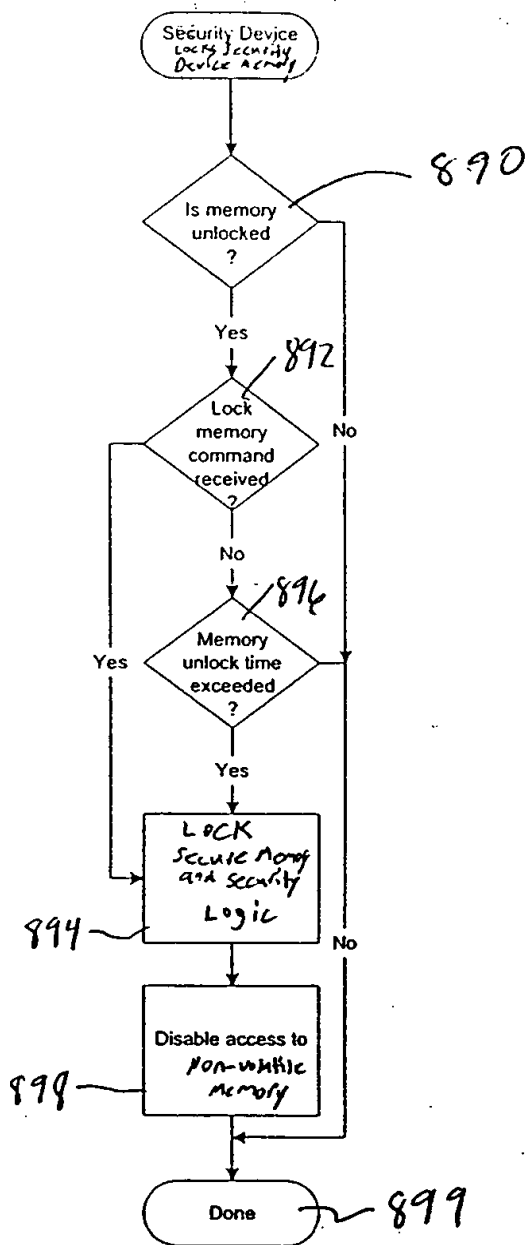 Security Device
Locks Security
Device Memory
890
Is memory
unlocked
?
Yes
892
Lock
memory
command
received
?
No
No
896
Memory
unlock time
exceeded
?
Yes
Yes
LOCK
Secure Memory
and Security
Logic
894
No
Disable access to
Non-volatile
Memory
898
Done
899